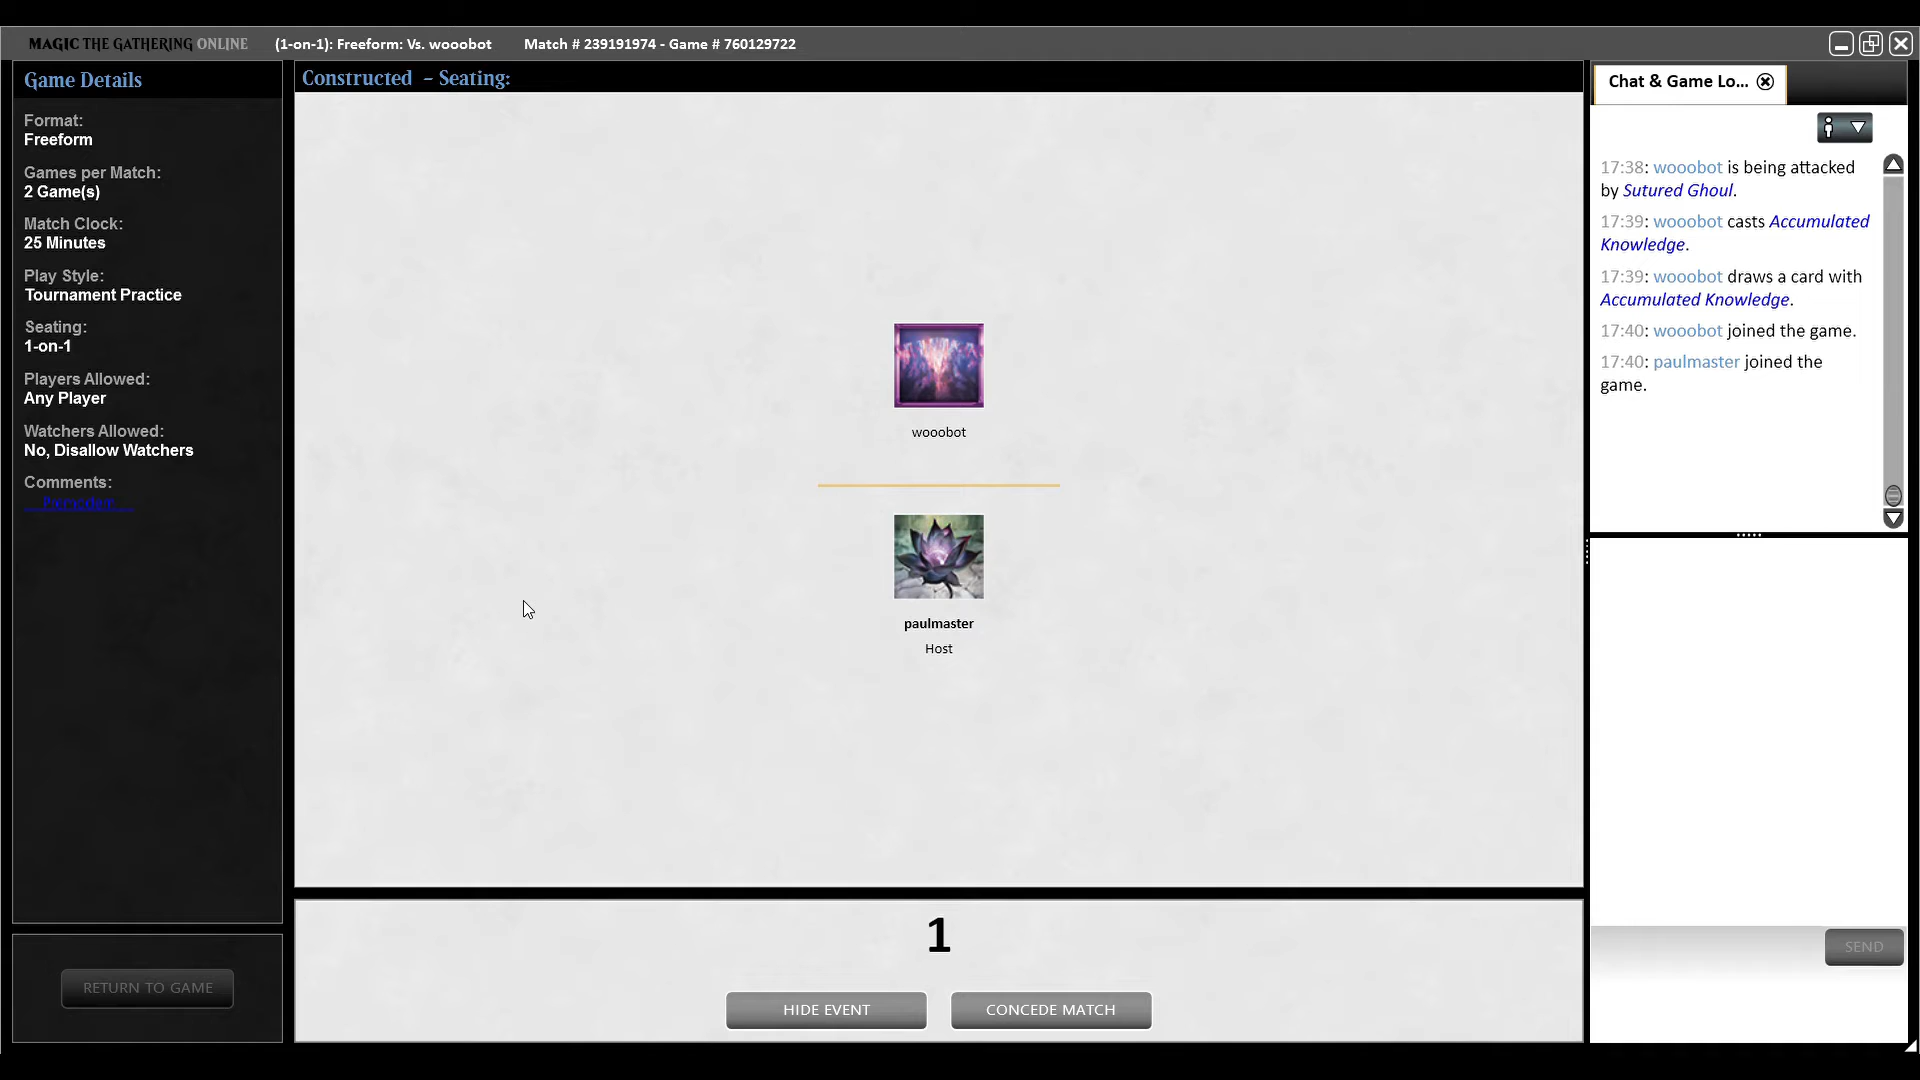 MAGIC THE GATHERING ONLINE (1-on-1): Freeform: Vs. wooobot Match # 239191974 - Game # 760129722
Game Details
Format:
Freeform
Games per Match:
2 Game(s)
Match Clock:
25 Minutes
Play Style:
Tournament Practice
Seating:
1-on-1
Players Allowed:
Any Player
Watchers Allowed:
No, Disallow Watchers
Comments:
Premodern
RETURN TO GAME
Constructed – Seating:
wooobot
paulmaster
Host
1
HIDE EVENT
CONCEDE MATCH
Chat & Game Lo...
17:38: wooobot is being attacked
by Sutured Ghoul.
17:39: wooobot casts Accumulated
Knowledge.
17:39: wooobot draws a card with
Accumulated Knowledge.
17:40: wooobot joined the game.
17:40: paulmaster joined the
game.
SEND